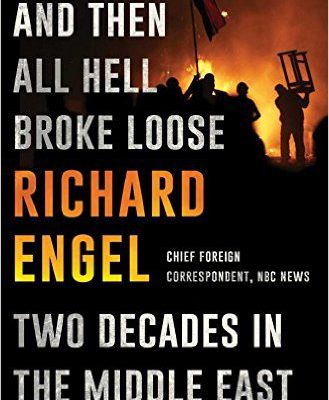 AND THEN
ALL HELL
BROKE LOOSE
RICHARD
ENGEL
CHIEF FOREIGN
CORRESPONDENT, NBC NEWS
TWO DECADES IN
THE MIDDLE EAST